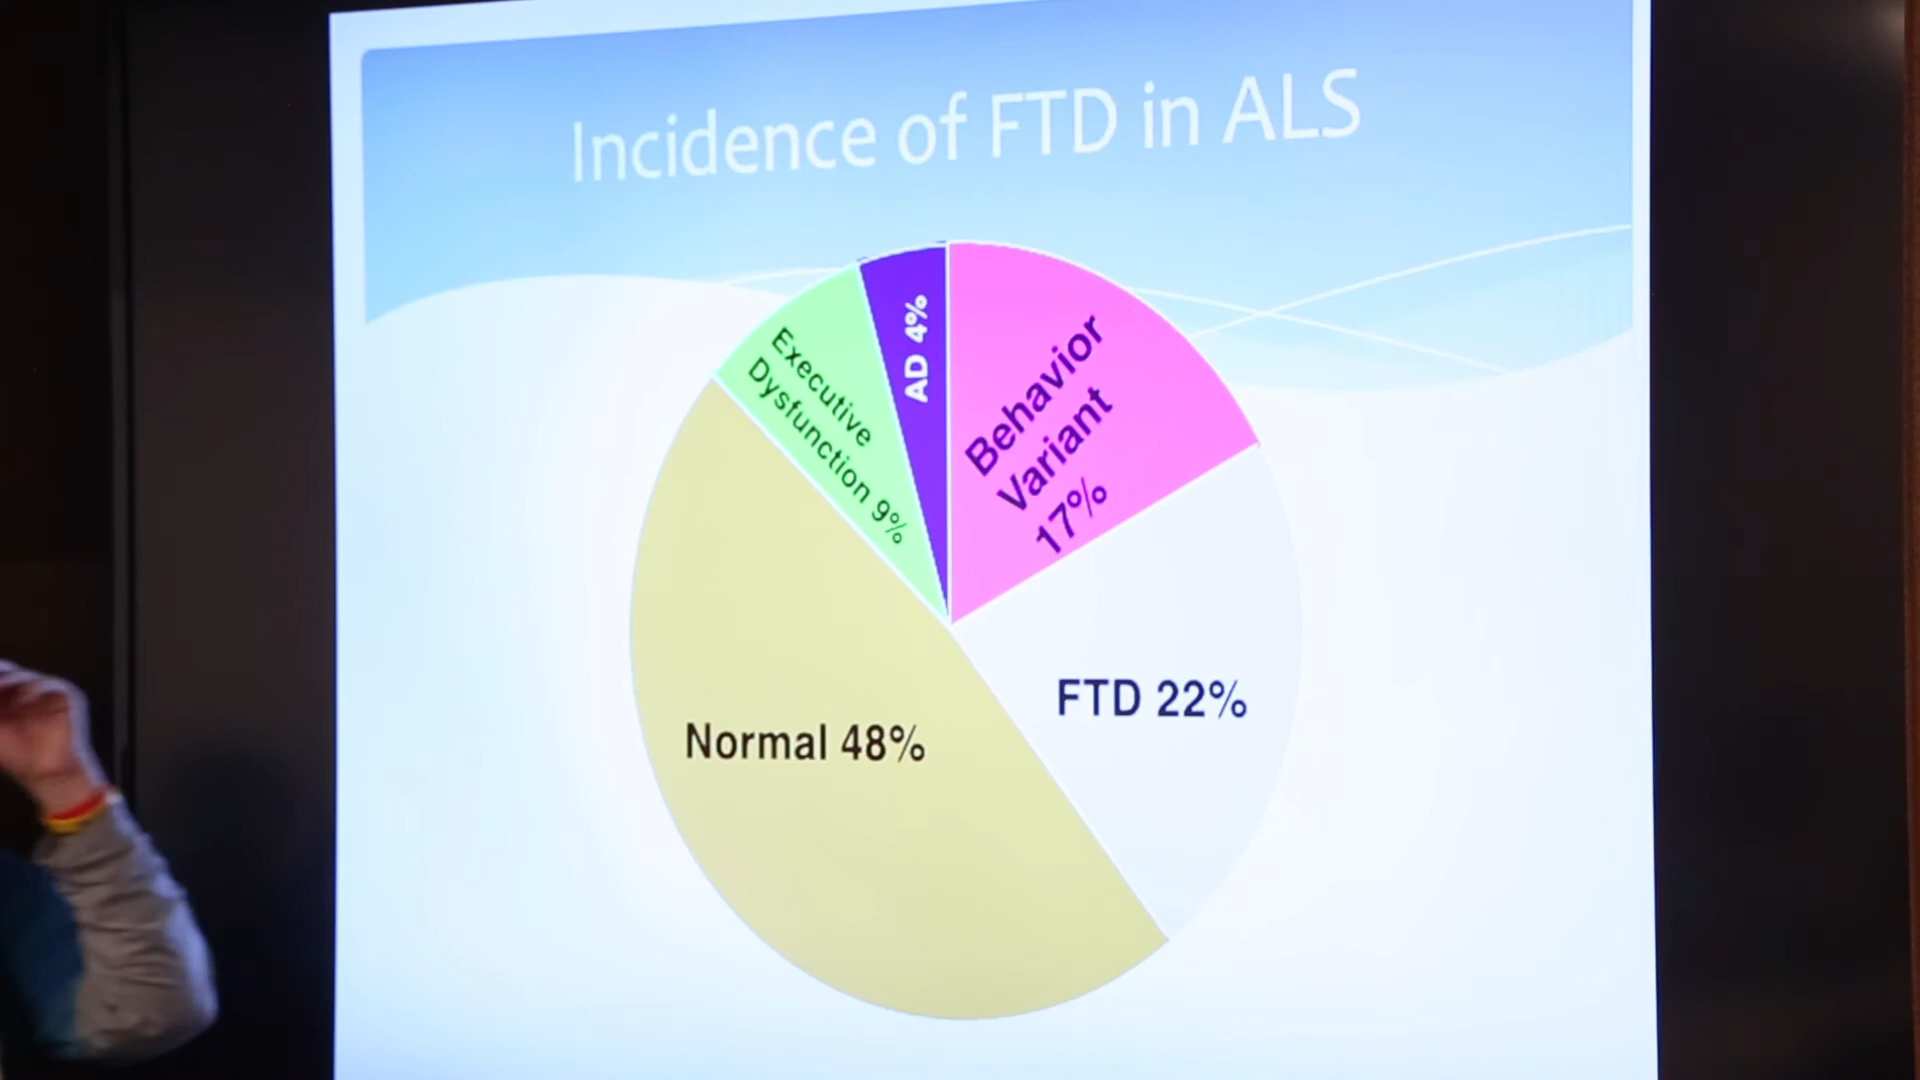 Incidence of FTD in ALS
AD 4%
Executive
Dysfunction 9%
Behavior
Variant
17%
FTD 22%
Normal 48%